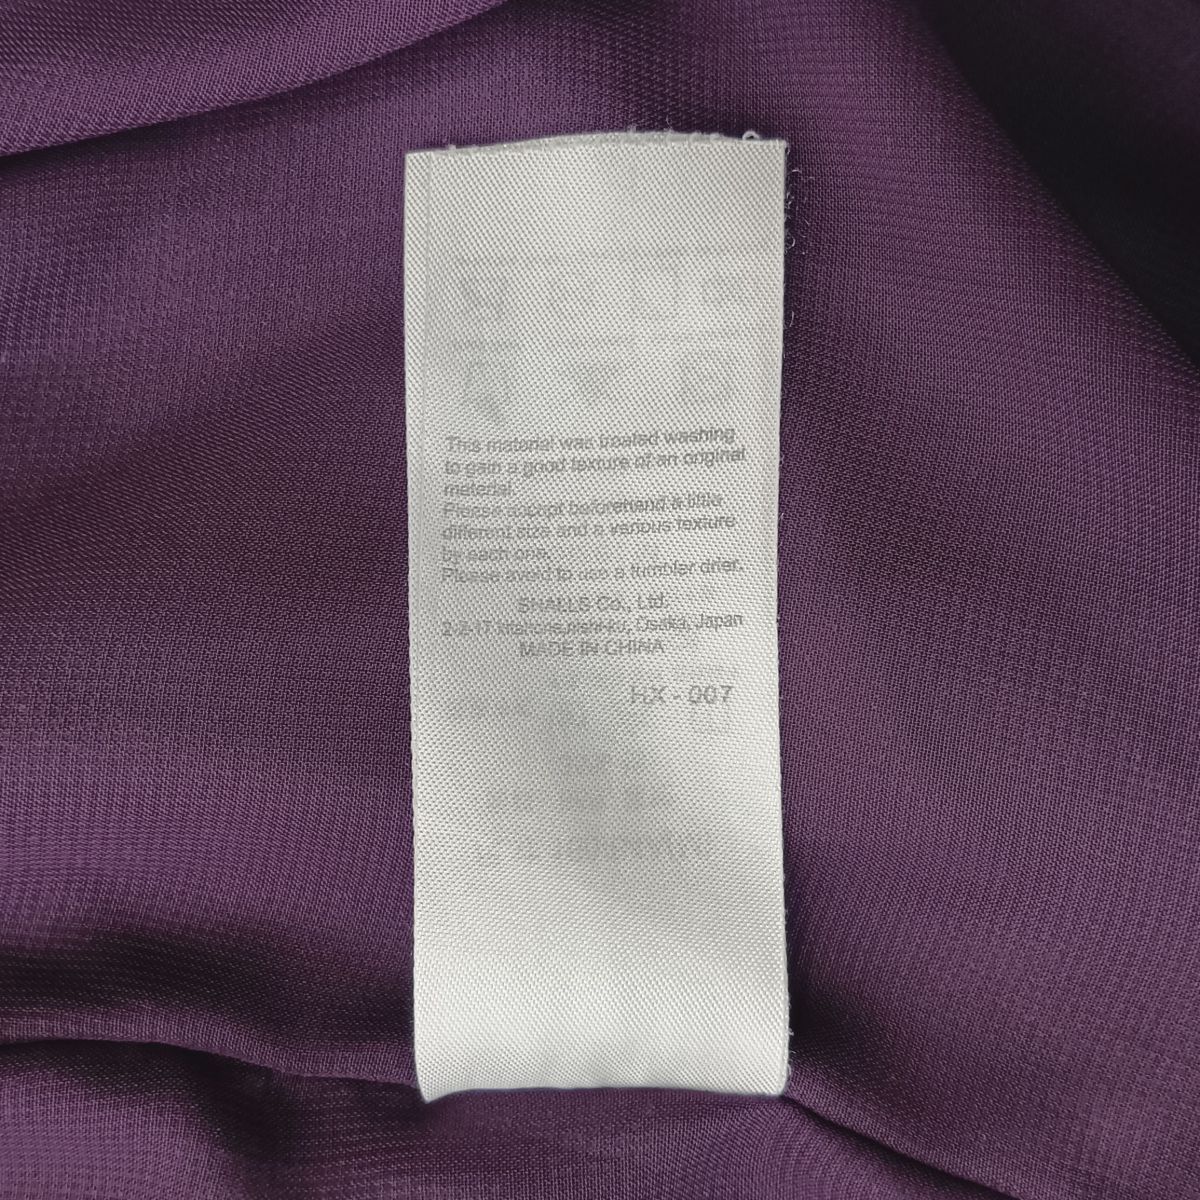 This material was treated washing
to gain a good texture of an original
material.
Please accept beforehand a little
different size and a various texture
by each one.
Please avoid to use a tumbler drier.
SHALLS Co., Ltd.
Osaka, Japan
MADE IN CHINA
HX - 007